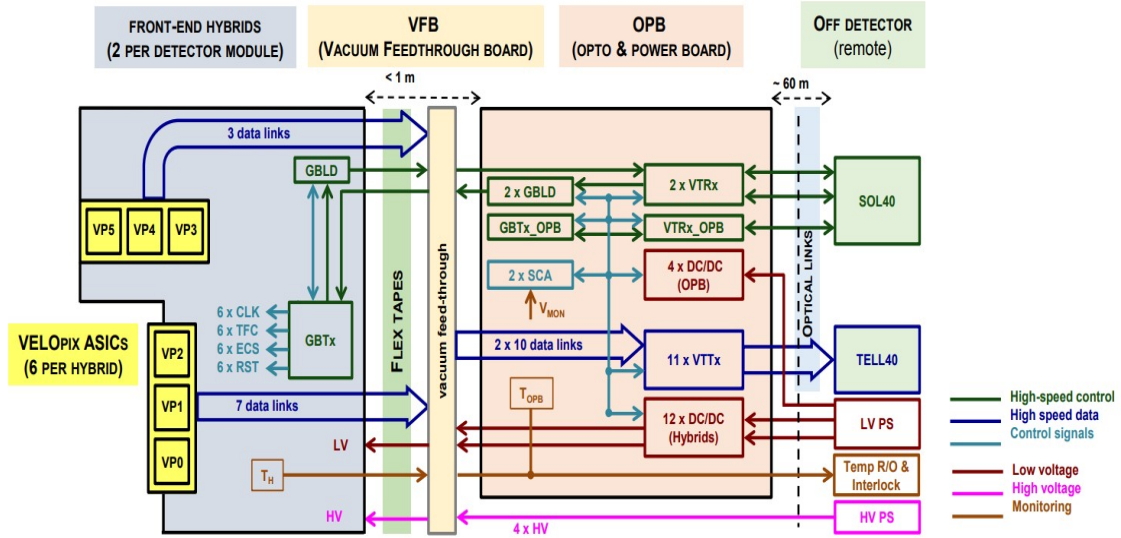 FRONT-END HYBRIDS
(2 PER DETECTOR MODULE)
VFB
(VACUUM FEEDTHROUGH BOARD)
OPB
(OPTO & POWER BOARD)
OFF DETECTOR
(remote)
< 1 m
~ 60 m
3 data links
GBLD
VP5
VP4
VP3
2 x GBLD
2 x VTRx
SOL40
GBTx_OPB
VTRx_OPB
2 x SCA
4 x DC/DC
(OPB)
VMON
6 x CLK
6 x TFC
6 x ECS
6 x RST
GBTx
FLEX TAPES
vacuum feed-through
OPTICAL LINKS
VELOPIX ASICS
(6 PER HYBRID)
VP2
VP1
VP0
2 x 10 data links
11 x VTTx
TELL40
7 data links
TOPB
12 x DC/DC
(Hybrids)
LV PS
LV
TH
Temp R/O &
Interlock
HV
4 x HV
HV PS
High-speed control
High speed data
Control signals
Low voltage
High voltage
Monitoring